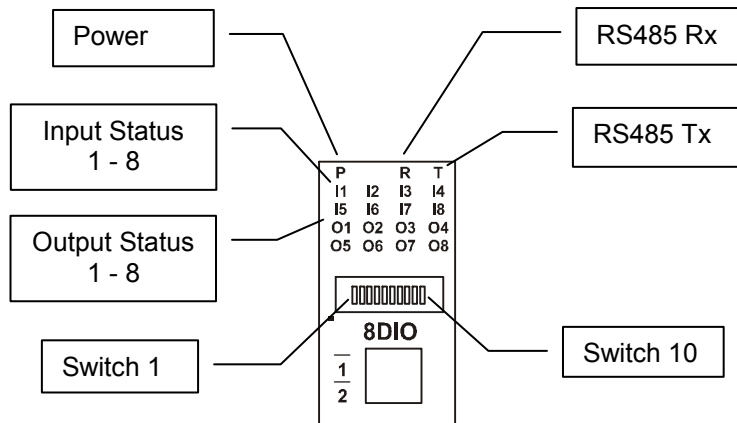 Power
RS485 Rx
Input Status
1 - 8
RS485 Tx
P R T
I1 I2 I3 I4
I5 I6 I7 I8
Output Status
1 - 8
O1 O2 O3 O4
O5 O6 O7 O8
8DIO
Switch 1
Switch 10
1
2